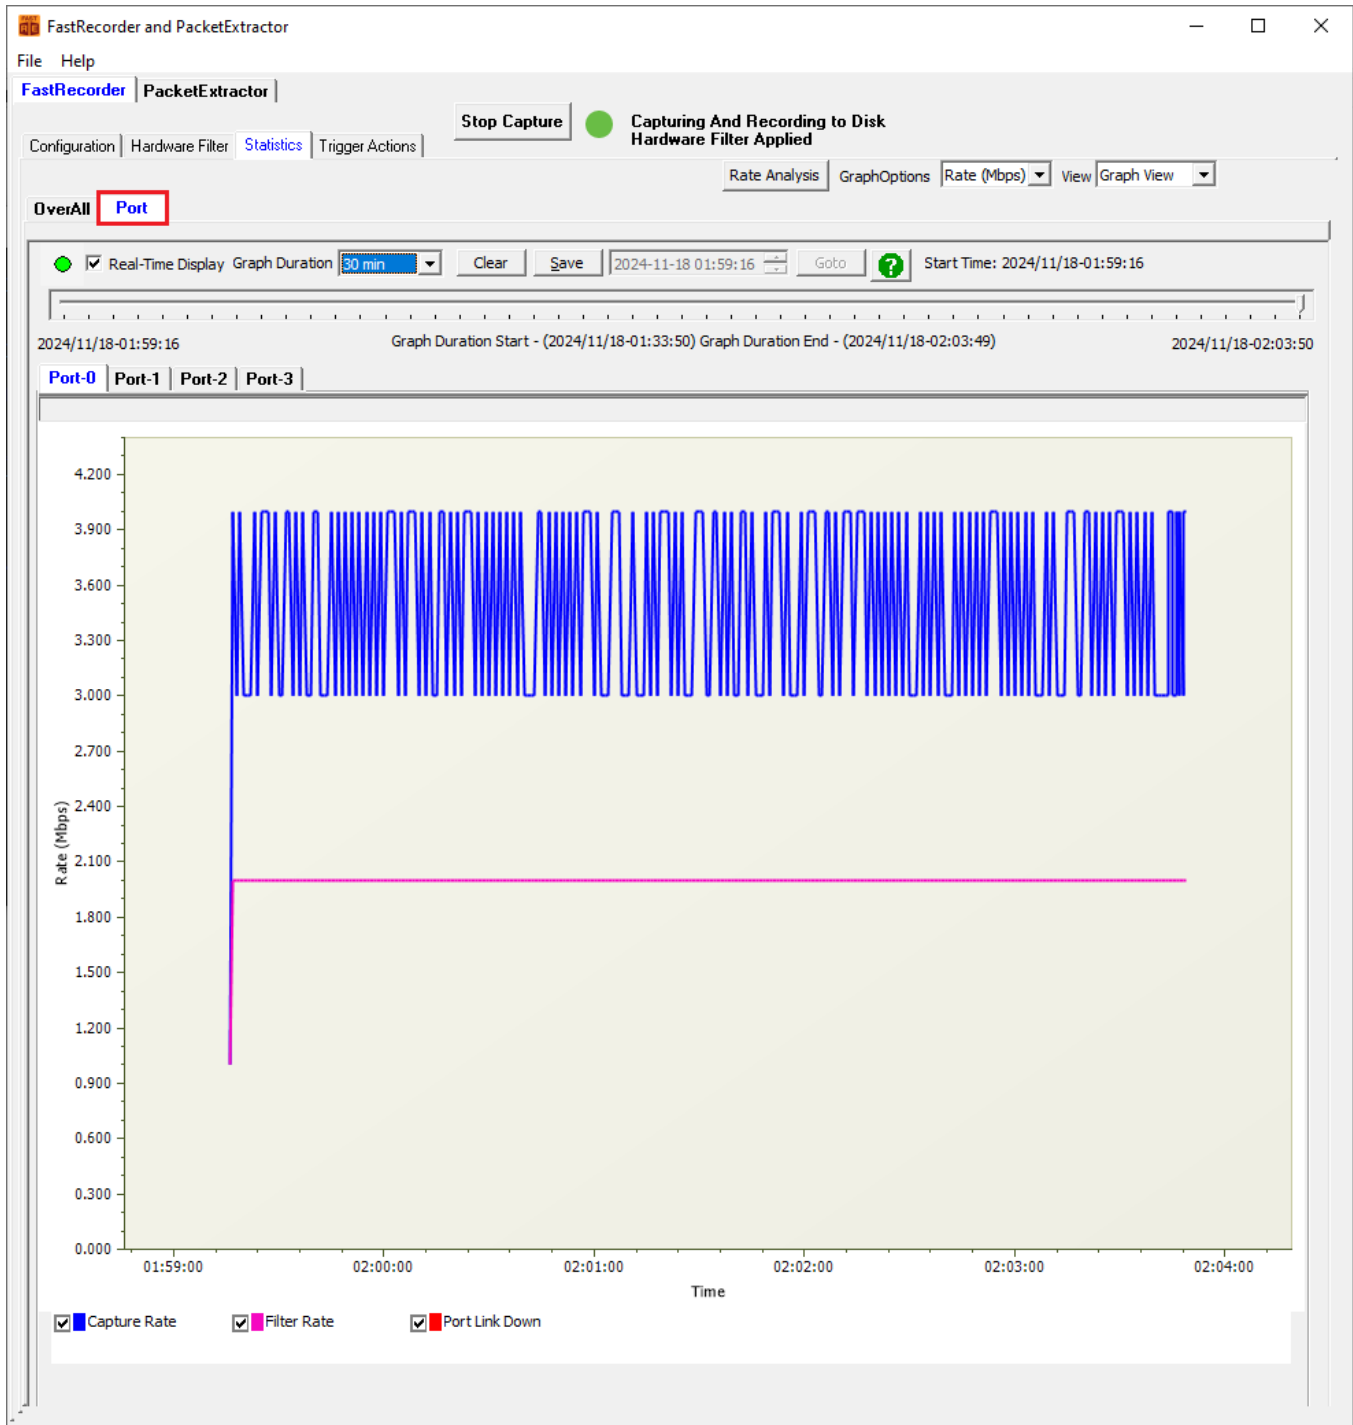 FastRecorder and PacketExtractor
File Help
FastRecorder PacketExtractor
Stop Capture Capturing And Recording to Disk
Hardware Filter Applied
Configuration Hardware Filter Statistics Trigger Actions
Rate Analysis GraphOptions Rate (Mbps) View Graph View
OverAll Port
Real-Time Display Graph Duration 30 min Clear Save 2024-11-18 01:59:16 Goto ? Start Time: 2024/11/18-01:59:16
2024/11/18-01:59:16 Graph Duration Start - (2024/11/18-01:33:50) Graph Duration End - (2024/11/18-02:03:49) 2024/11/18-02:03:50
Port-0 Port-1 Port-2 Port-3
4.200
3.900
3.600
3.300
3.000
2.700
2.400
2.100
1.800
1.500
1.200
0.900
0.600
0.300
0.000
Rate (Mbps)
01:59:00 02:00:00 02:01:00 02:02:00 02:03:00 02:04:00
Time
Capture Rate Filter Rate Port Link Down